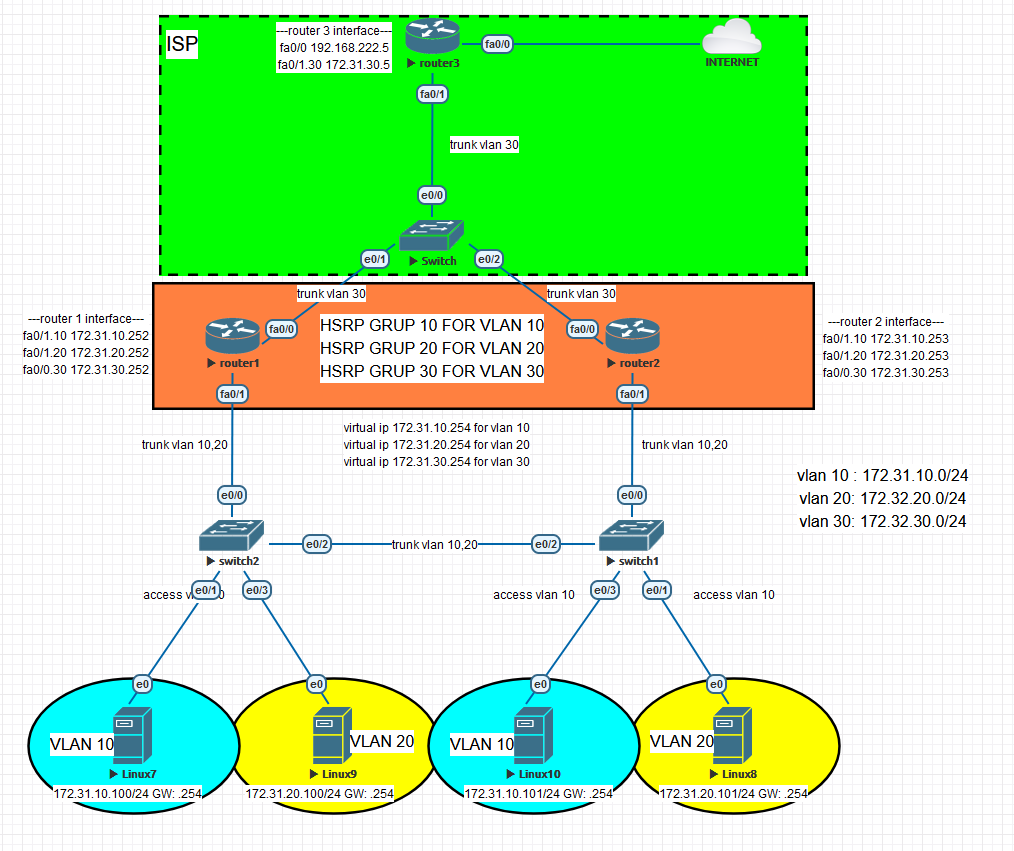 ISP
---router 3 interface---
fa0/0 192.168.222.5
fa0/1.30 172.31.30.5
router3
fa0/0
INTERNET
fa0/1
trunk vlan 30
e0/0
Switch
e0/1
e0/2
trunk vlan 30
trunk vlan 30
---router 1 interface---
fa0/1.10 172.31.10.252
fa0/1.20 172.31.20.252
fa0/0.30 172.31.30.252
router1
fa0/0
fa0/1
HSRP GRUP 10 FOR VLAN 10
HSRP GRUP 20 FOR VLAN 20
HSRP GRUP 30 FOR VLAN 30
fa0/0
router2
fa0/1
---router 2 interface---
fa0/1.10 172.31.10.253
fa0/1.20 172.31.20.253
fa0/0.30 172.31.30.253
virtual ip 172.31.10.254 for vlan 10
virtual ip 172.31.20.254 for vlan 20
virtual ip 172.31.30.254 for vlan 30
trunk vlan 10,20
trunk vlan 10,20
vlan 10 : 172.31.10.0/24
vlan 20: 172.32.20.0/24
vlan 30: 172.32.30.0/24
e0/0
e0/0
switch2
e0/2
trunk vlan 10,20
e0/2
switch1
access
e0/1
e0/3
access vlan 10
e0/3
e0/1
access vlan 10
e0
e0
e0
e0
VLAN 10
VLAN 20
VLAN 10
VLAN 20
Linux7
Linux9
Linux10
Linux8
172.31.10.100/24 GW: .254
172.31.20.100/24 GW: .254
172.31.10.101/24 GW: .254
172.31.20.101/24 GW: .254